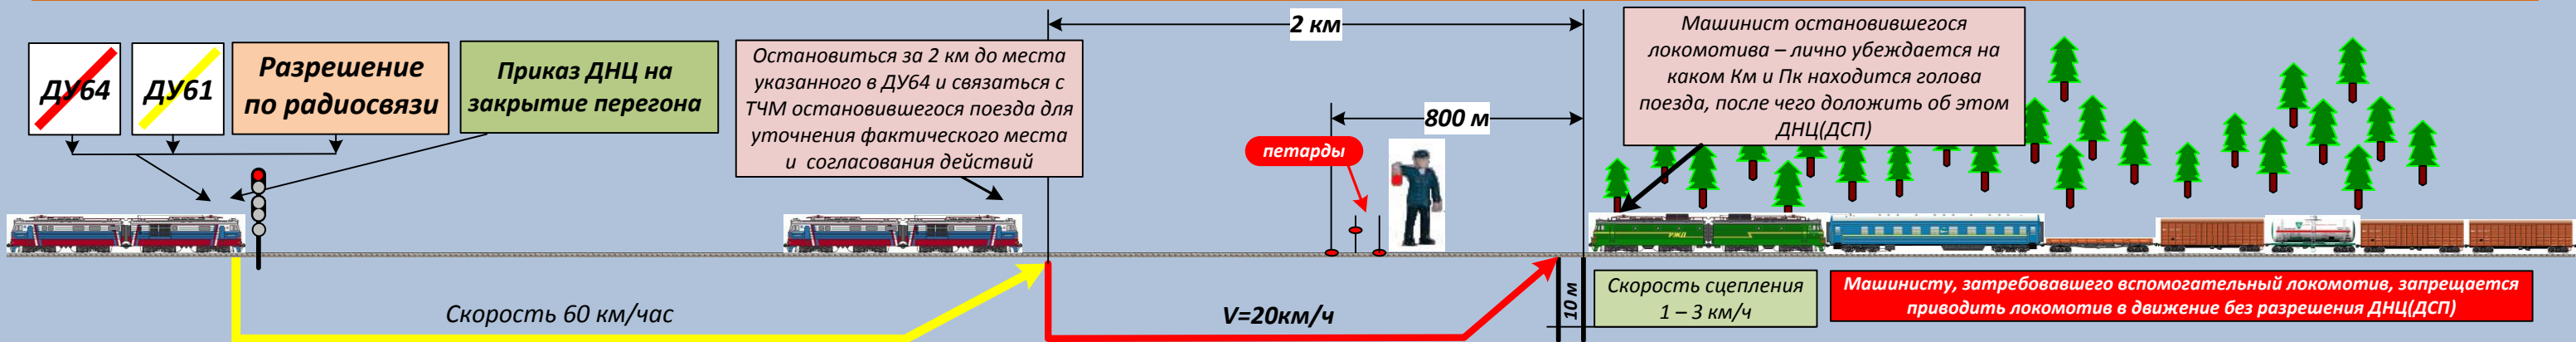 ДУ64
ДУ61
Разрешение
по радиосвязи
Приказ ДНЦ на
закрытие перегона
Остановиться за 2 км до места
указанного в ДУ64 и связаться с
ТЧМ остановившегося поезда для
уточнения фактического места
и согласования действий
2 км
800 м
петарды
Машинист остановившегося
локомотива – лично убеждается на
каком Км и Пк находится голова
поезда, после чего доложить об этом
ДНЦ(ДСП)
РЖД
Скорость 60 км/час
V=20км/ч
10 м
Скорость сцепления
1 – 3 км/ч
Машинисту, затребовавшего вспомогательный локомотив, запрещается
приводить локомотив в движение без разрешения ДНЦ(ДСП)